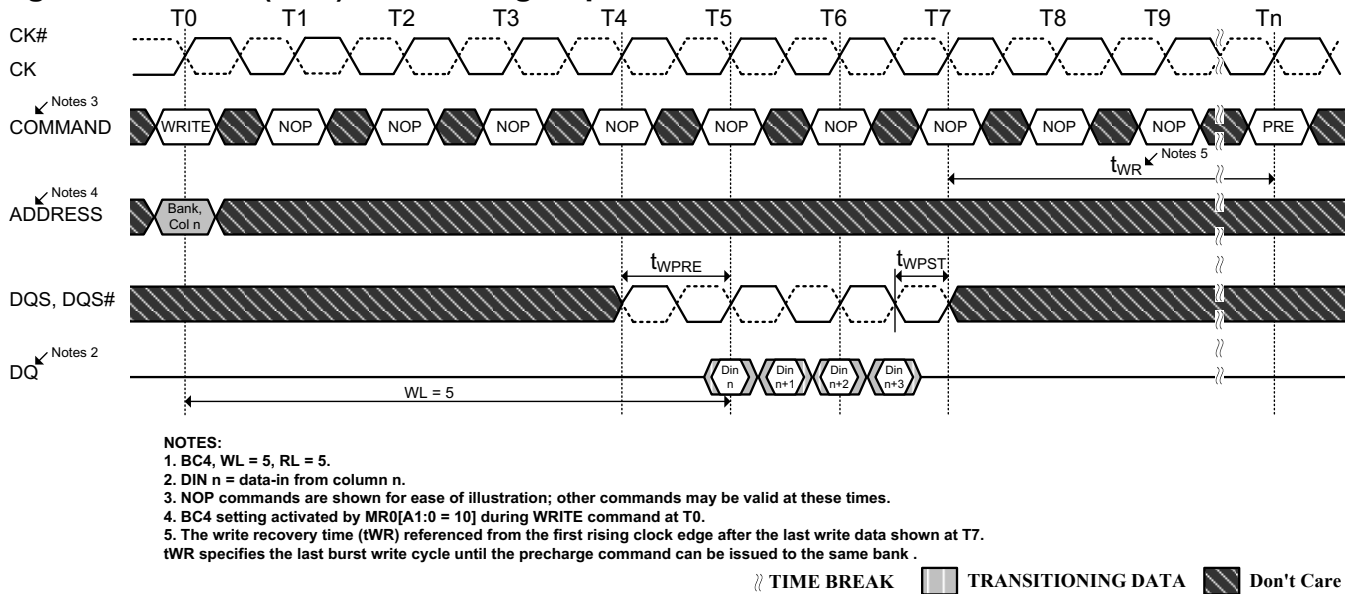 T0 T1 T2 T3 T4 T5 T6 T7 T8 T9 Tn
CK#
CK
Notes 3
COMMAND WRITE NOP NOP NOP NOP NOP NOP NOP NOP NOP PRE
tWR Notes 5
Notes 4
ADDRESS
Bank,
Col n
tWPRE tWPST
DQS, DQS#
Notes 2
DQ
Din n Din n+1 Din n+2 Din n+3
WL = 5
NOTES:
1. BC4, WL = 5, RL = 5.
2. DIN n = data-in from column n.
3. NOP commands are shown for ease of illustration; other commands may be valid at these times.
4. BC4 setting activated by MR0[A1:0 = 10] during WRITE command at T0.
5. The write recovery time (tWR) referenced from the first rising clock edge after the last write data shown at T7.
tWR specifies the last burst write cycle until the precharge command can be issued to the same bank .
TIME BREAK TRANSITIONING DATA Don't Care